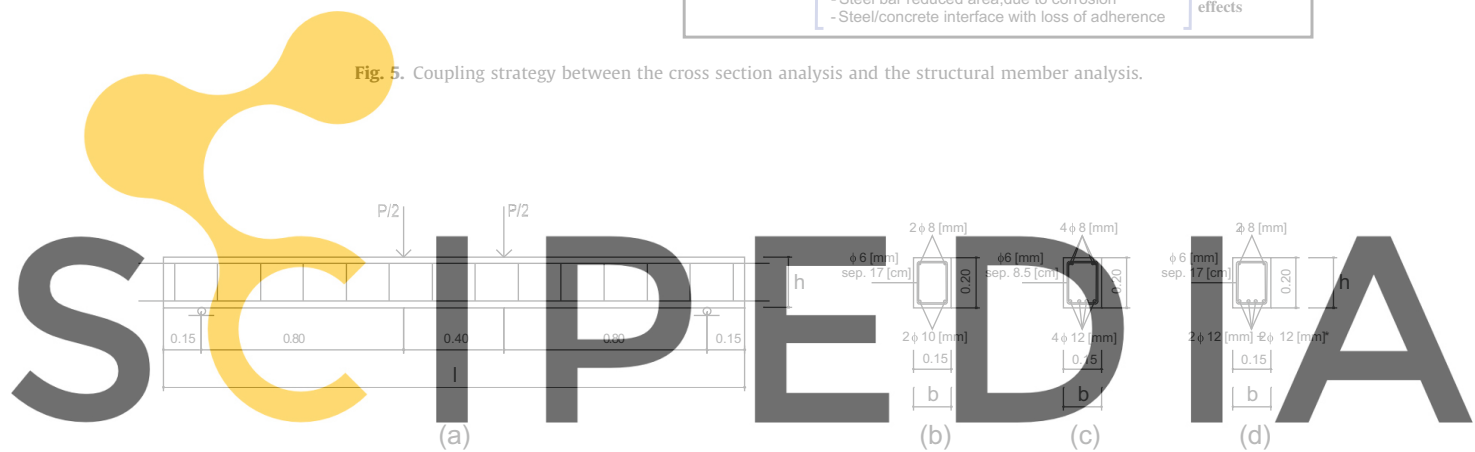 - Steel bar reduced area,due to corrosion
- Steel/concrete interface with loss of adherence
effects
Fig. 5. Coupling strategy between the cross section analysis and the structural member analysis.
P/2 P/2
h
0.15 0.80 0.40 0.80 0.15
l
(a)
2 ϕ 8 [mm]
ϕ 6 [mm]
sep. 17 [cm]
0.20
2 ϕ 10 [mm]
0.15
b
(b)
4 ϕ 8 [mm]
ϕ6 [mm]
sep. 8.5 [cm]
0.20
4 ϕ 12 [mm]
0.15
b
(c)
2ϕ 8 [mm]
ϕ 6 [mm]
sep. 17 [cm]
0.20
h
2 ϕ 12 [mm] +2ϕ 12 [mm]*
0.15
b
(d)
SCIPEDIA